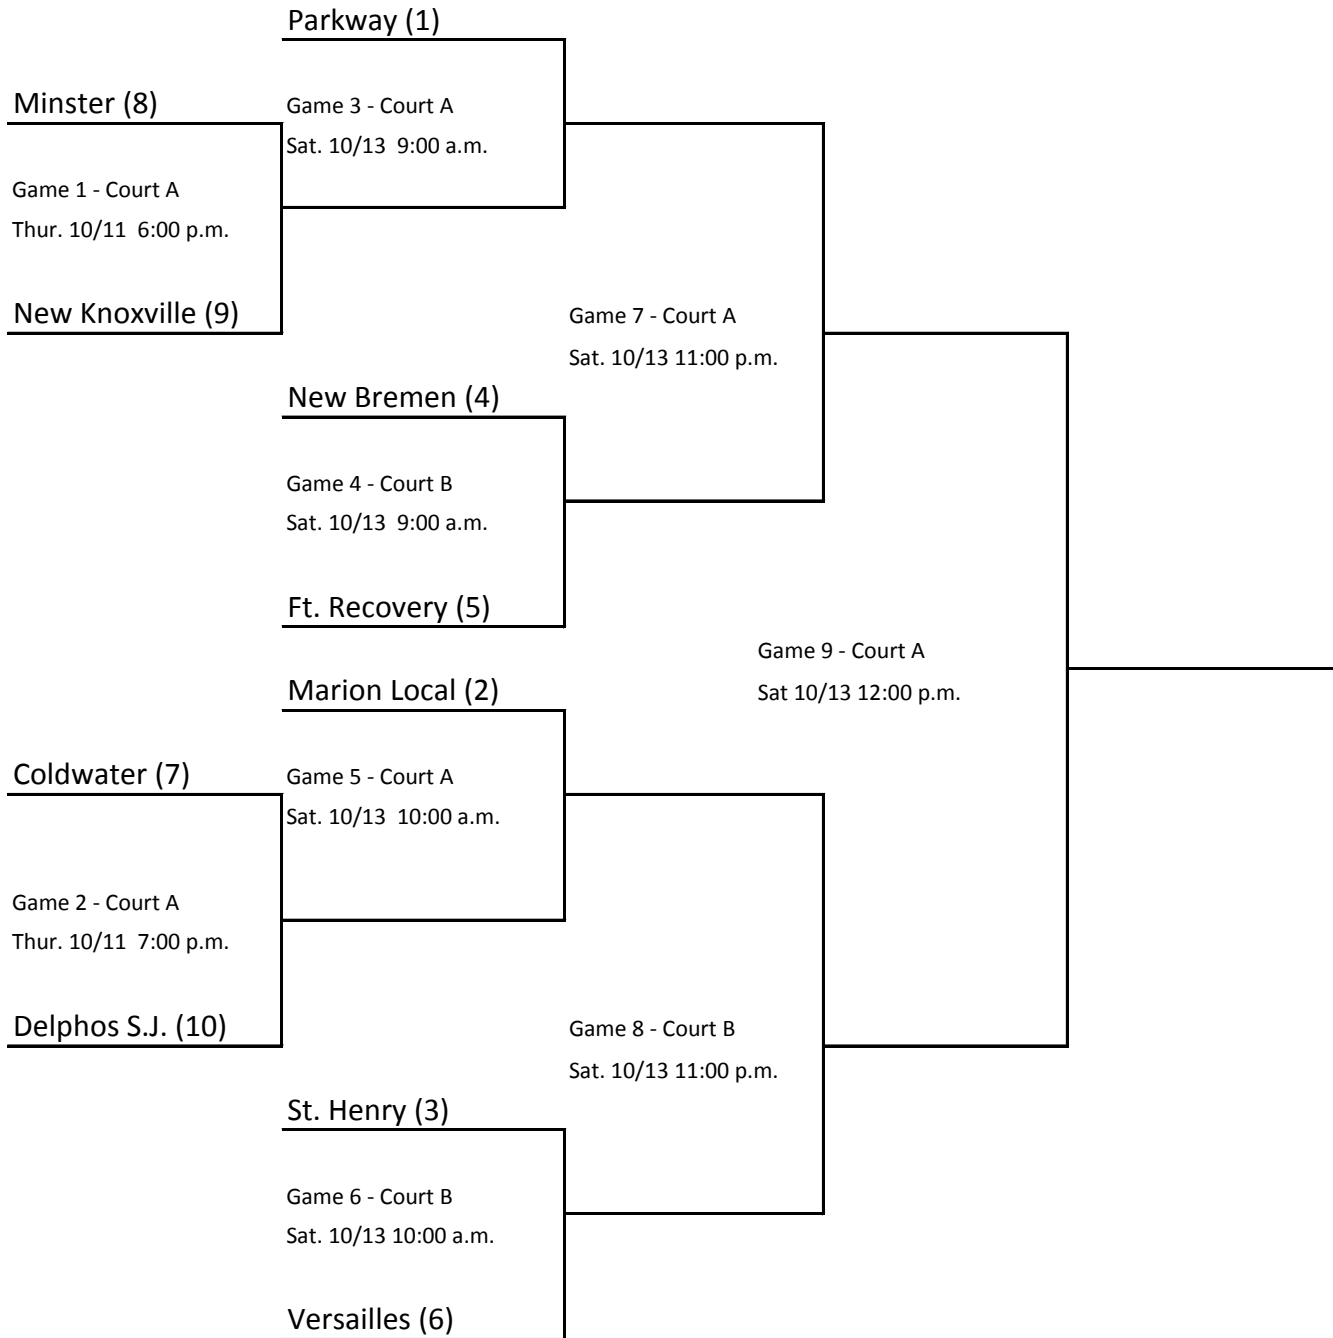 Parkway (1)
Minster (8)
Game 3 - Court A
Sat. 10/13  9:00 a.m.
Game 1 - Court A
Thur. 10/11  6:00 p.m.
New Knoxville (9)
Game 7 - Court A
Sat. 10/13 11:00 p.m.
New Bremen (4)
Game 4 - Court B
Sat. 10/13  9:00 a.m.
Ft. Recovery (5)
Game 9 - Court A
Sat 10/13 12:00 p.m.
Marion Local (2)
Coldwater (7)
Game 5 - Court A
Sat. 10/13  10:00 a.m.
Game 2 - Court A
Thur. 10/11  7:00 p.m.
Delphos S.J. (10)
Game 8 - Court B
Sat. 10/13 11:00 p.m.
St. Henry (3)
Game 6 - Court B
Sat. 10/13 10:00 a.m.
Versailles (6)